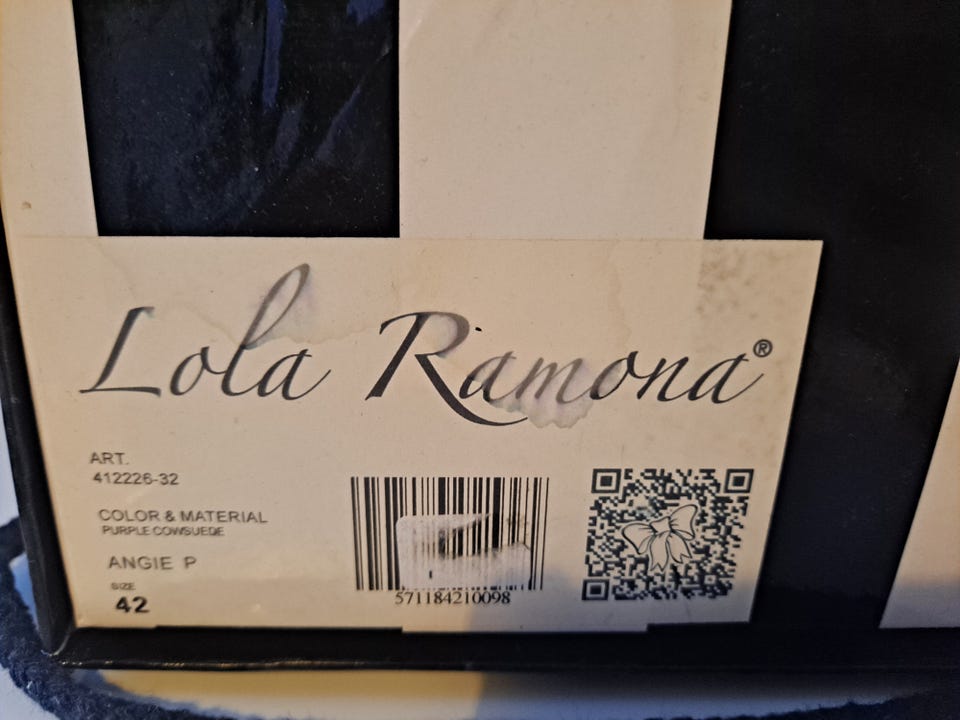 Lola Ramona®
ART.
412226-32
COLOR & MATERIAL
PURPLE COWSUEDE
ANGIE P
SIZE
42
571184210098